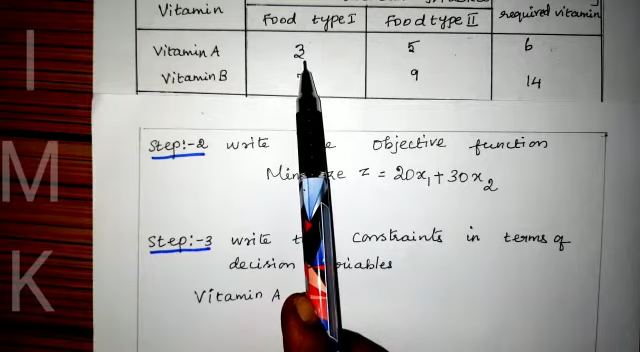 Vitamin required vitamin
Food type I Food type II
Vitamin A 3 5 6
Vitamin B 9 14
Step:-2 write objective function
z = 20x₁ + 30x₂
Step:-3 write constraints in terms of
decision
Vitamin A
I
M
K